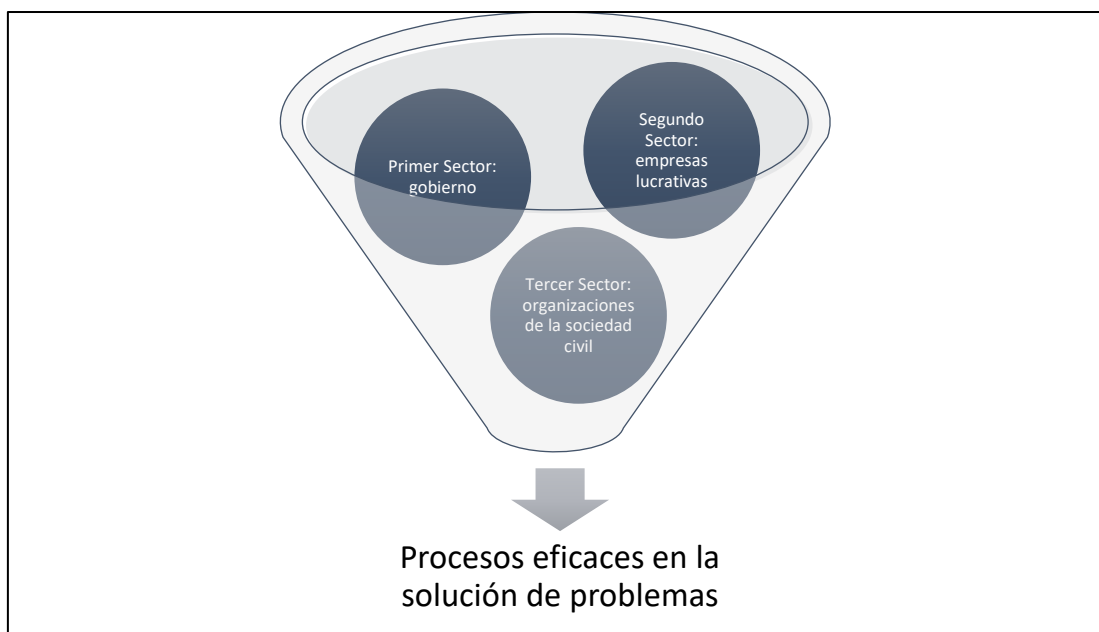 Primer Sector:
gobierno
Segundo
Sector:
empresas
lucrativas
Tercer Sector:
organizaciones
de la sociedad
civil
Procesos eficaces en la
solución de problemas